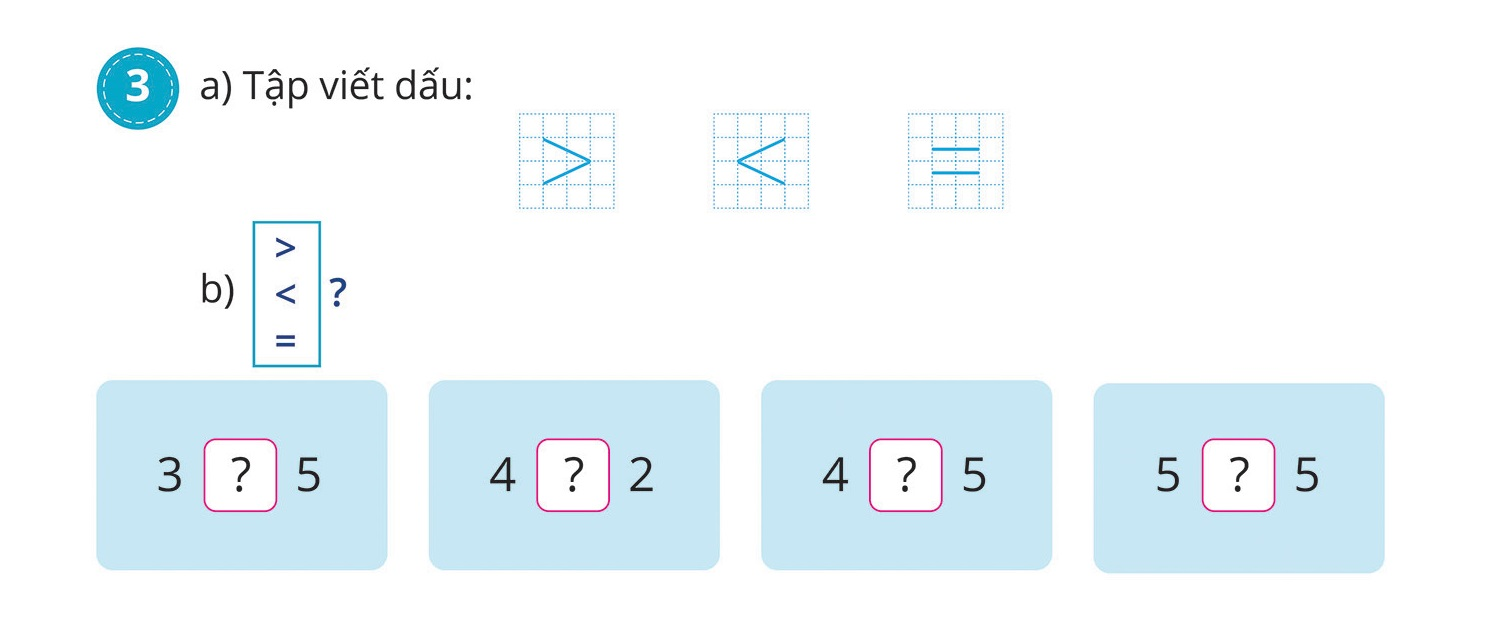 3 a) Tập viết dấu:
> < =
b) > < = ?
3 ? 5
4 ? 2
4 ? 5
5 ? 5